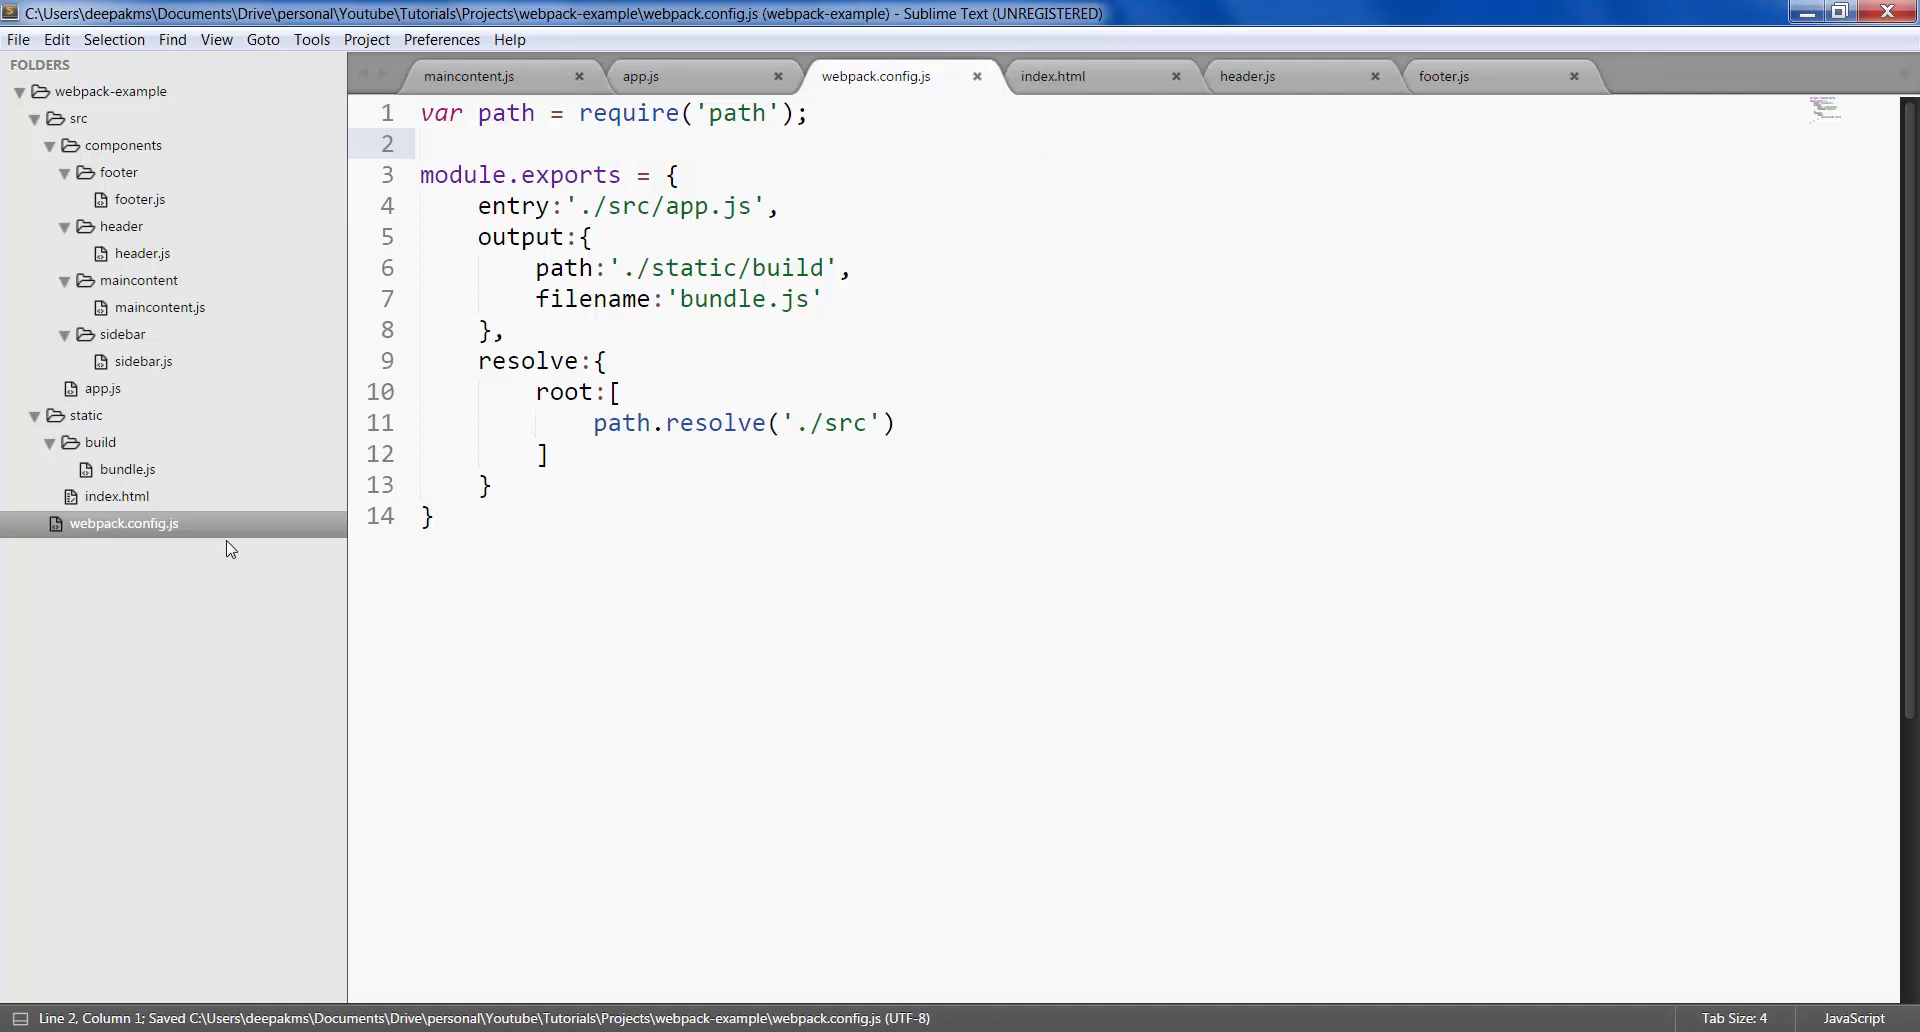 C:\Users\deepakms\Documents\Drive\personal\Youtube\Tutorials\Projects\webpack-example\webpack.config.js (webpack-example) - Sublime Text (UNREGISTERED)
File Edit Selection Find View Goto Tools Project Preferences Help
FOLDERS
webpack-example
src
components
footer
footer.js
header
header.js
maincontent
maincontent.js
sidebar
sidebar.js
app.js
static
build
bundle.js
index.html
webpack.config.js
maincontent.js app.js webpack.config.js index.html header.js footer.js
1 var path = require('path');
2
3 module.exports = {
4 entry:'./src/app.js',
5 output:{
6 path:'./static/build',
7 filename:'bundle.js'
8 },
9 resolve:{
10 root:[
11 path.resolve('./src')
12 ]
13 }
14 }
Line 2, Column 1; Saved C:\Users\deepakms\Documents\Drive\personal\Youtube\Tutorials\Projects\webpack-example\webpack.config.js (UTF-8) Tab Size: 4 JavaScript